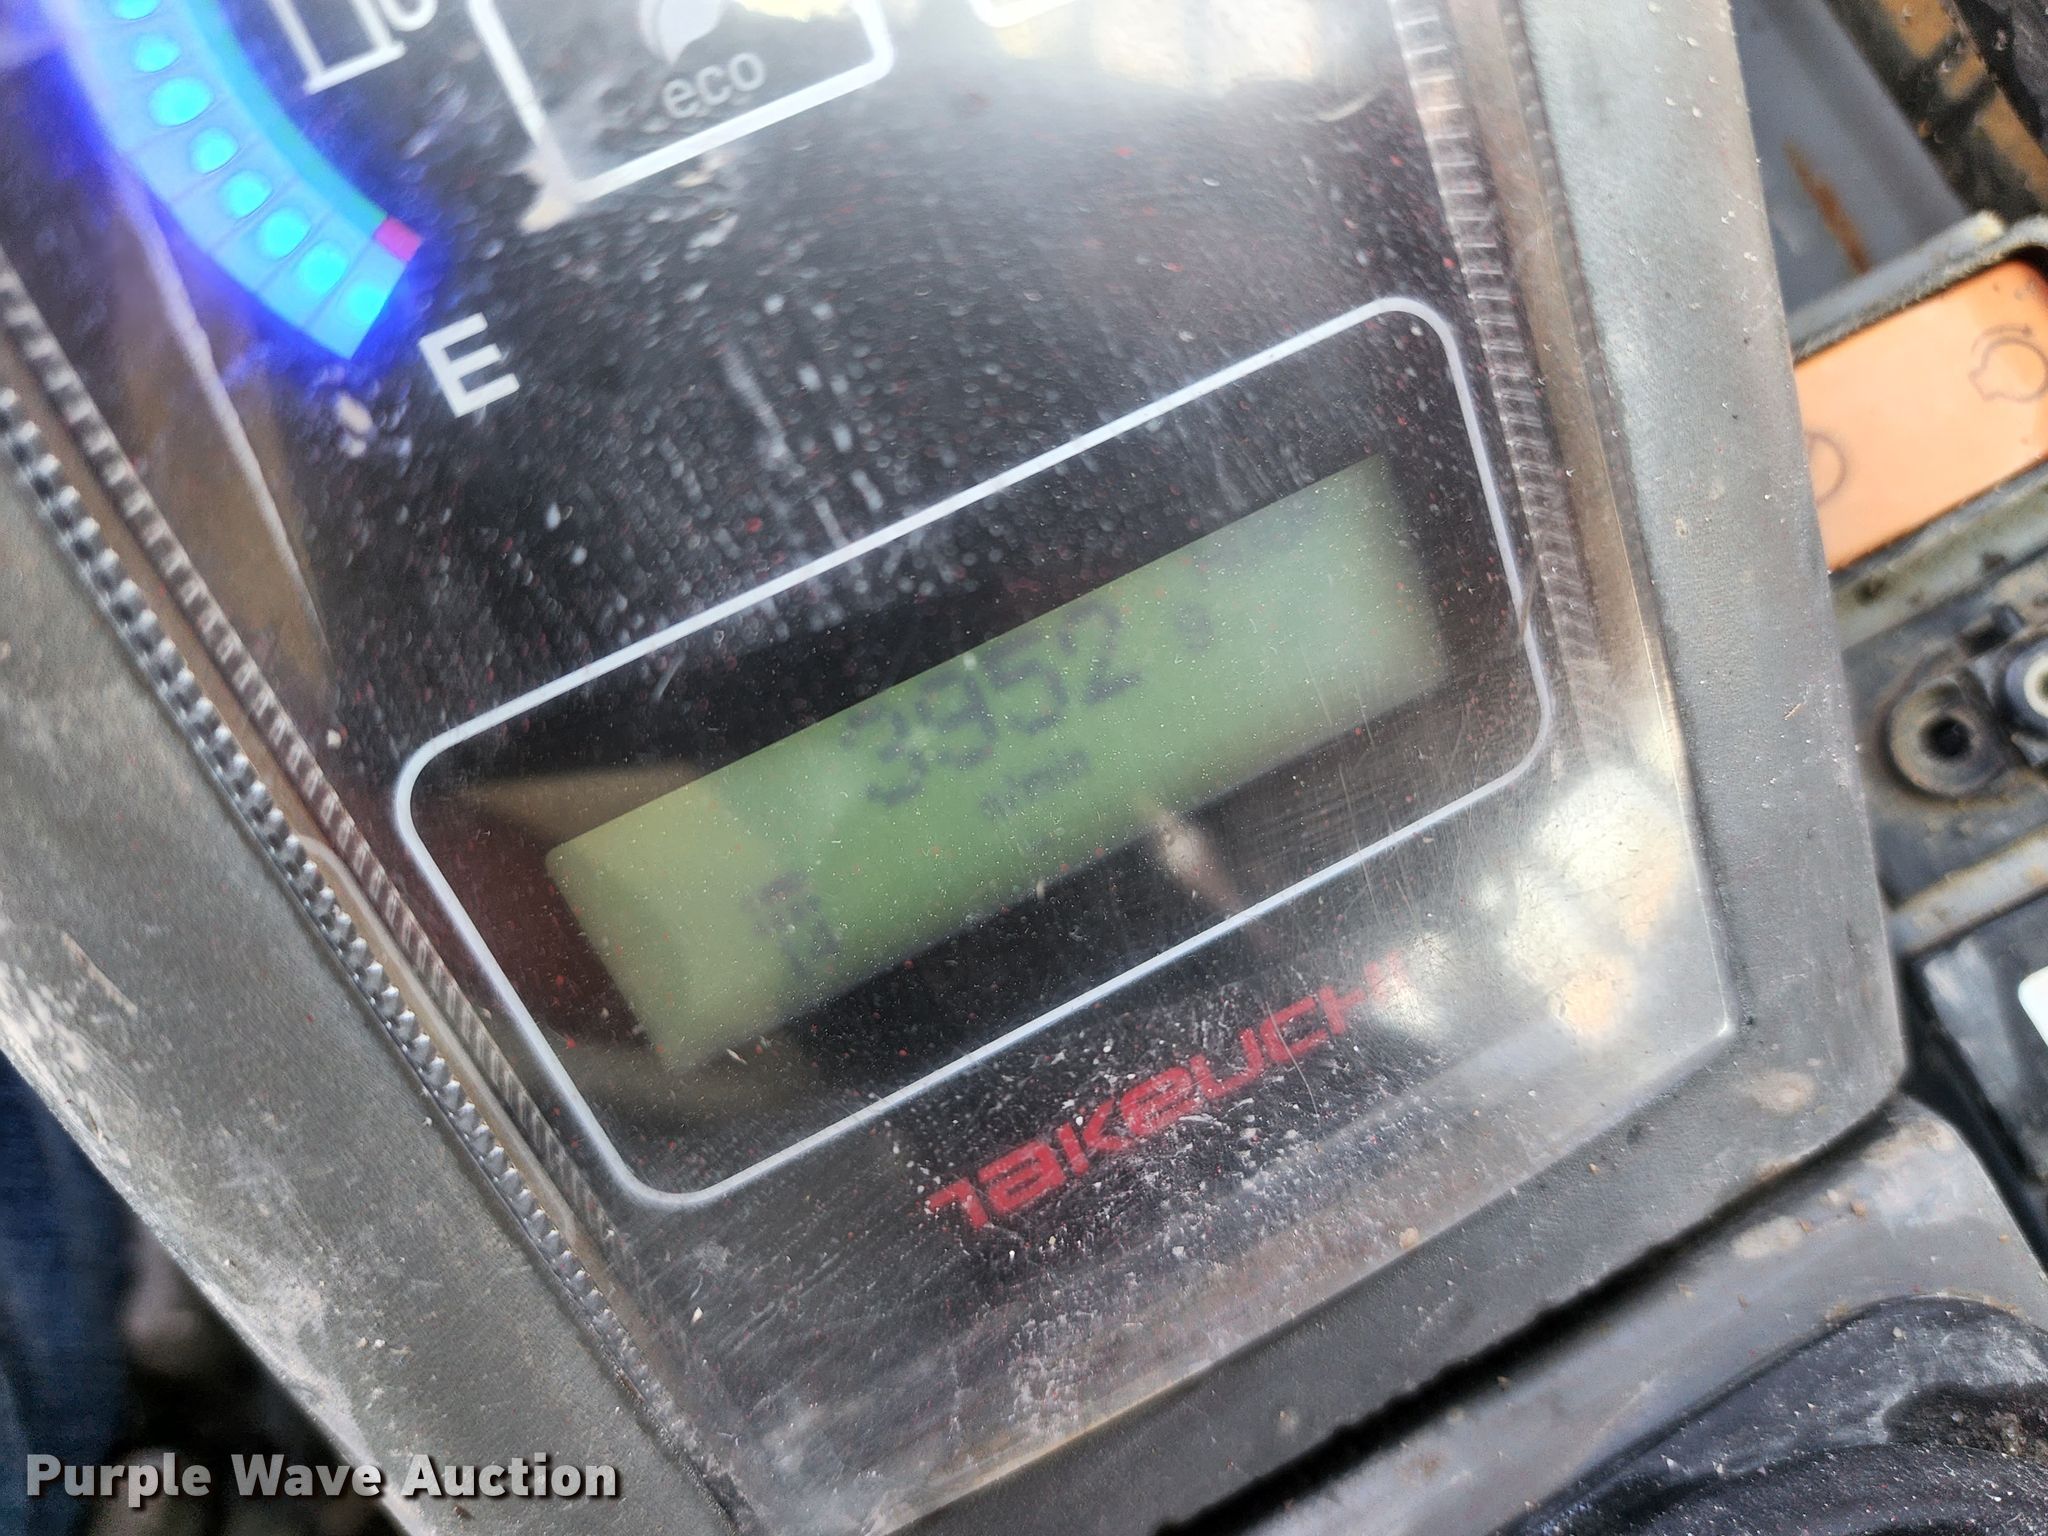 eco
E
3952
TAKEUCHI
Purple Wave Auction